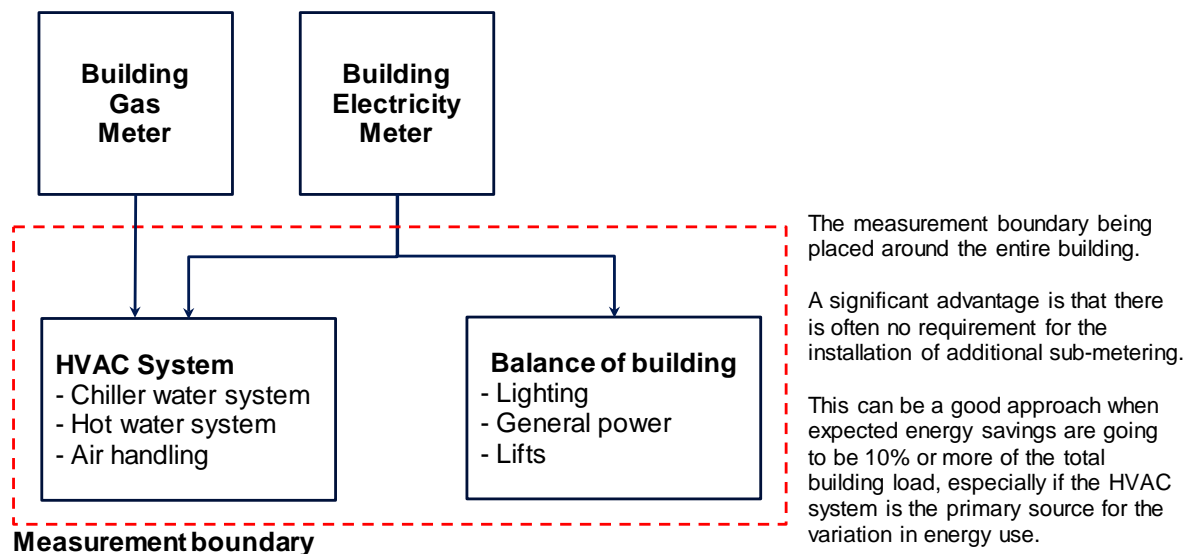 Building
Gas
Meter
Building
Electricity
Meter
HVAC System
- Chiller water system
- Hot water system
- Air handling
Balance of building
- Lighting
- General power
- Lifts
Measurement boundary
The measurement boundary being
placed around the entire building.
A significant advantage is that there
is often no requirement for the
installation of additional sub-metering.
This can be a good approach when
expected energy savings are going
to be 10% or more of the total
building load, especially if the HVAC
system is the primary source for the
variation in energy use.